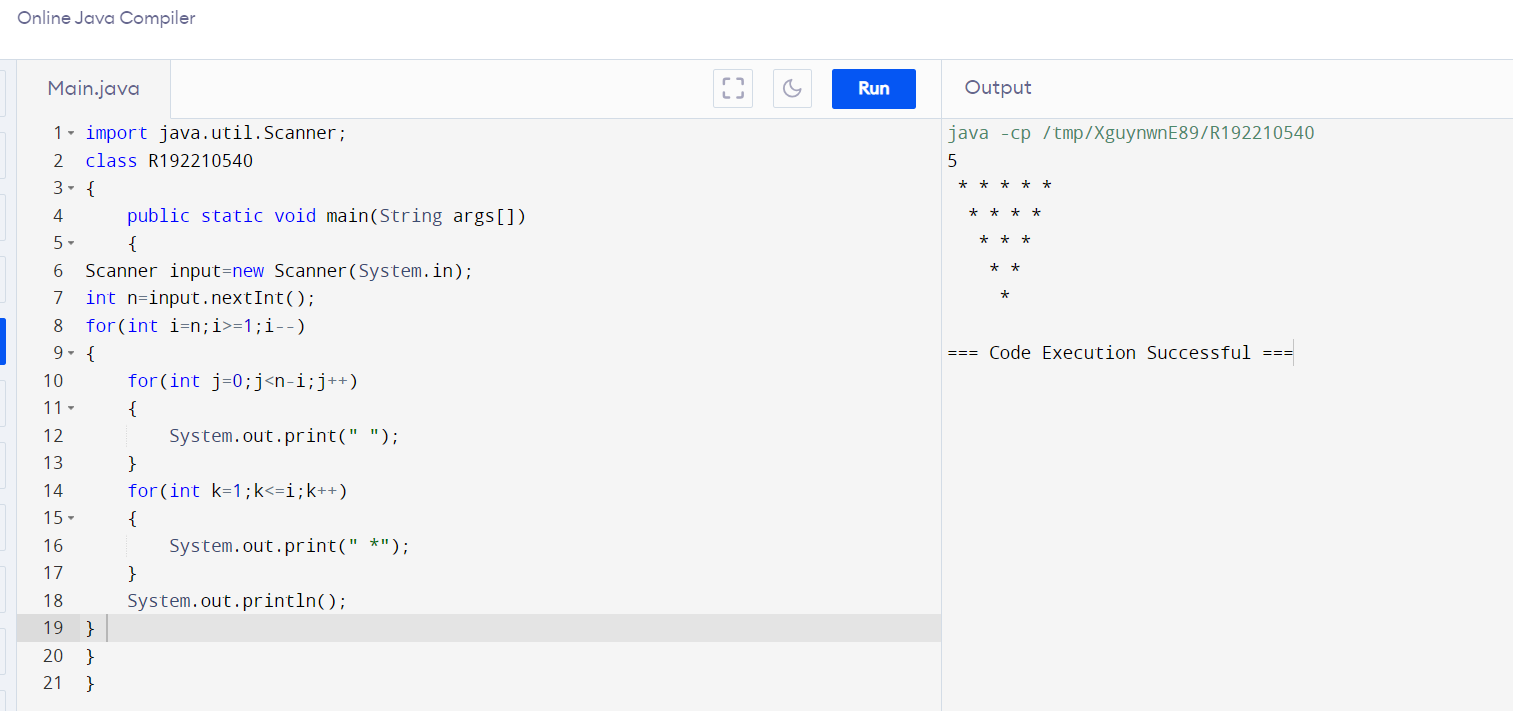 Online Java Compiler
Main.java
Run
Output
1 import java.util.Scanner;
2 class R192210540
3 {
4     public static void main(String args[])
5     {
6 Scanner input=new Scanner(System.in);
7 int n=input.nextInt();
8 for(int i=n;i>=1;i--)
9 {
10     for(int j=0;j<n-i;j++)
11     {
12         System.out.print(" ");
13     }
14     for(int k=1;k<=i;k++)
15     {
16         System.out.print(" *");
17     }
18     System.out.println();
19 }
20 }
21 }
java -cp /tmp/XguynwnE89/R192210540
5
 * * * * *
  * * * *
   * * *
    * *
     *
=== Code Execution Successful ===